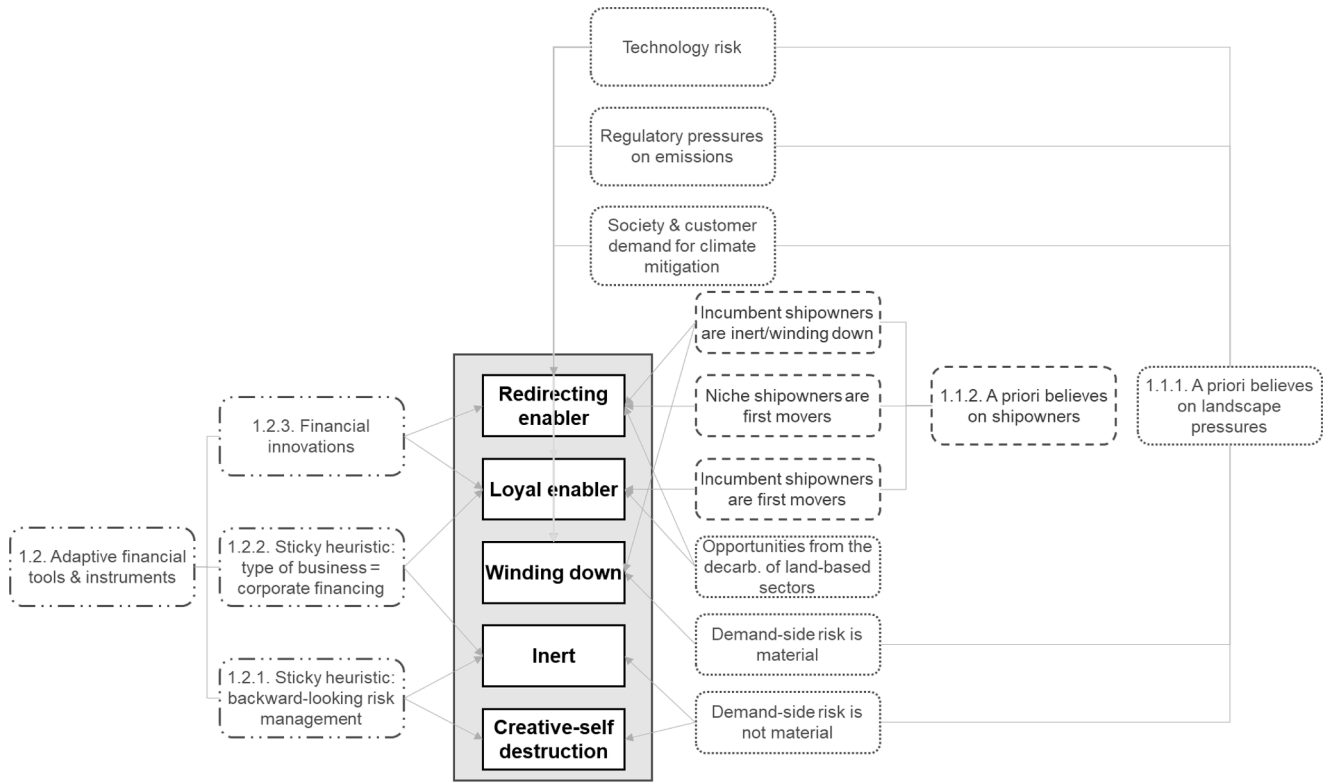 Technology risk
Regulatory pressures
on emissions
Society & customer
demand for climate
mitigation
Incumbent shipowners
are inert/winding down
Redirecting
enabler
Niche shipowners are
first movers
1.1.2. A priori believes
on shipowners
1.1.1. A priori believes
on landscape
pressures
1.2.3. Financial
innovations
Loyal enabler
Incumbent shipowners
are first movers
1.2. Adaptive financial
tools & instruments
1.2.2. Sticky heuristic:
type of business =
corporate financing
Winding down
Opportunities from the
decarb. of land-based
sectors
Inert
Demand-side risk is
material
1.2.1. Sticky heuristic:
backward-looking risk
management
Creative-self
destruction
Demand-side risk is
not material